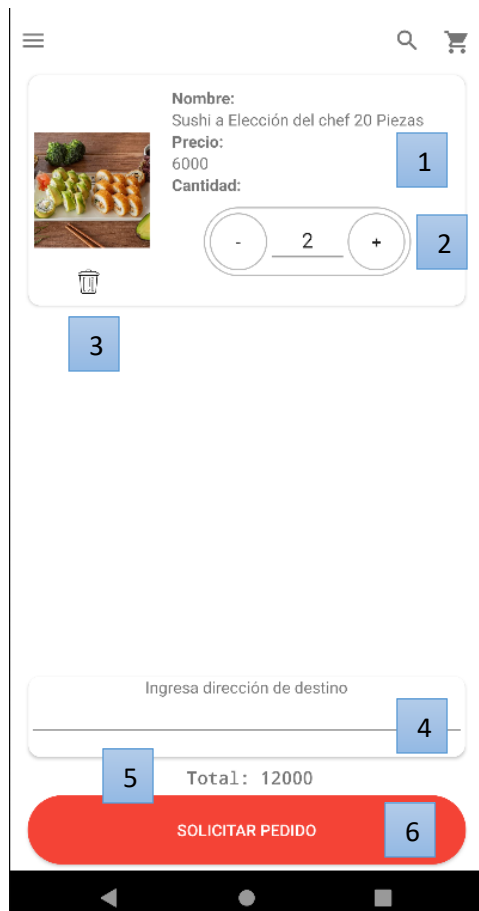 Nombre:
Sushi a Elección del chef 20 Piezas
Precio:
6000
1
Cantidad:
- 2 +
2
3
Ingresa dirección de destino
4
5
Total: 12000
SOLICITAR PEDIDO
6